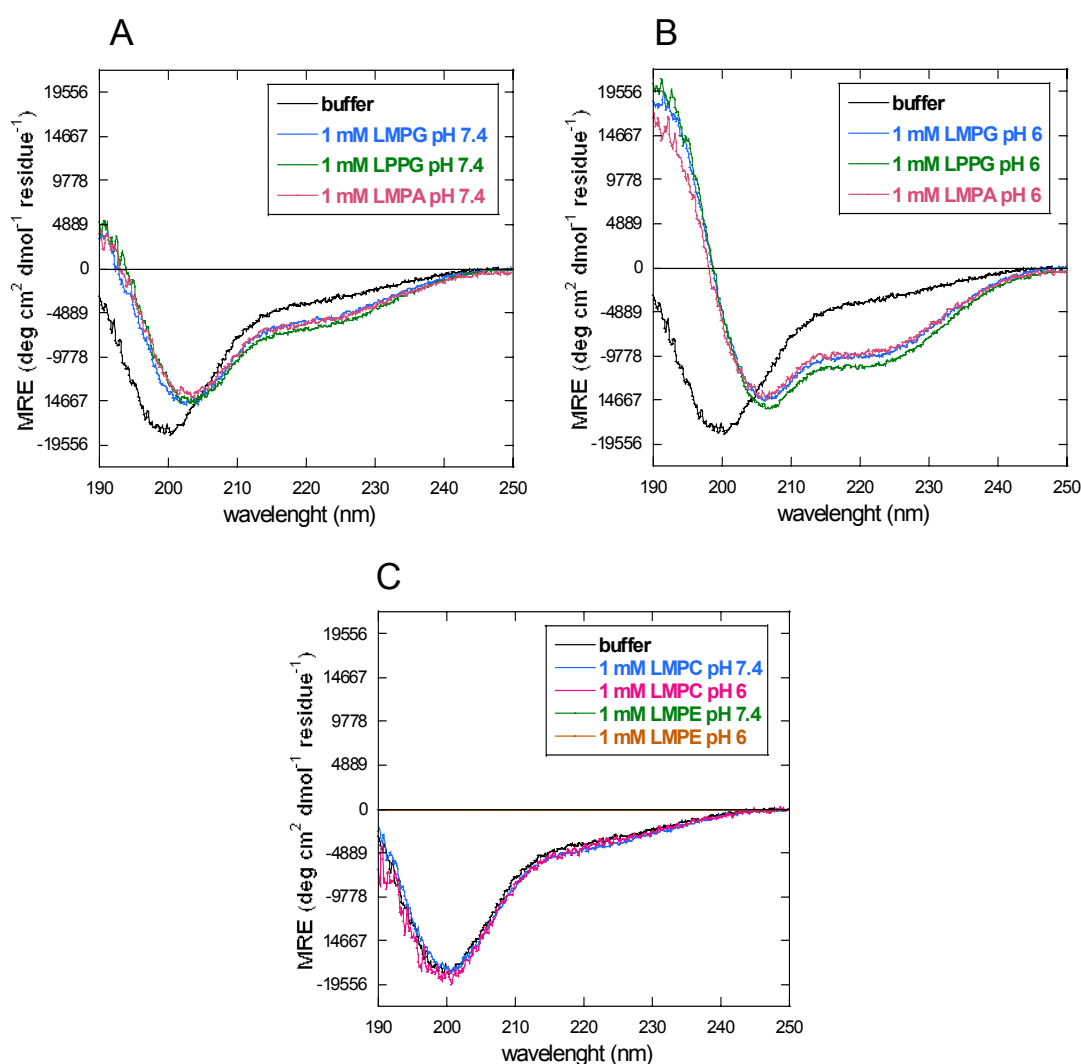 A
B
19556
14667
9778
4889
0
-4889
-9778
14667
-19556
MRE (deg cm² dmol⁻¹ residue⁻¹)
buffer
1 mM LMPG pH 7.4
1 mM LPPG pH 7.4
1 mM LMPA pH 7.4
190 200 210 220 230 240 250
wavelenght (nm)
19556
14667
9778
4889
0
-4889
-9778
14667
-19556
MRE (deg cm² dmol⁻¹ residue⁻¹)
buffer
1 mM LMPG pH 6
1 mM LPPG pH 6
1 mM LMPA pH 6
190 200 210 220 230 240 250
wavelenght (nm)
C
19556
14667
9778
4889
0
-4889
-9778
14667
-19556
MRE (deg cm² dmol⁻¹ residue⁻¹)
buffer
1 mM LMPC pH 7.4
1 mM LMPC pH 6
1 mM LMPE pH 7.4
1 mM LMPE pH 6
190 200 210 220 230 240 250
wavelenght (nm)